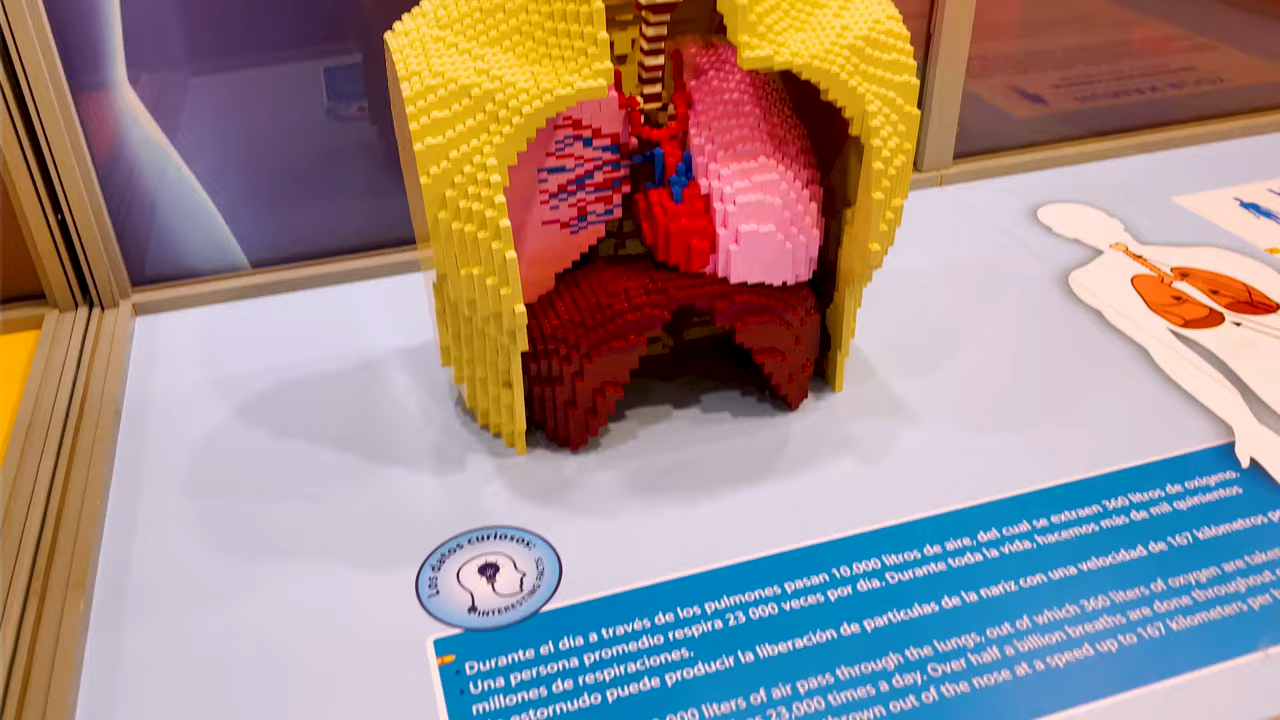 Los datos curiosos:
INTERESTING FACTS
Durante el día a través de los pulmones pasan 10.000 litros de aire, del cual se extraen 360 litros de oxígeno.
Una persona promedio respira 23 000 veces por día. Durante toda la vida, hacemos más de mil quinientos
millones de respiraciones.
estornudo puede producir la liberación de partículas de la nariz con una velocidad de 167 kilómetros
liters of air pass through the lungs, out of which 360 liters of oxygen are taken
23,000 times a day. Over half a billion breaths are done throughout
thrown out of the nose at a speed up to 167 kilometers per